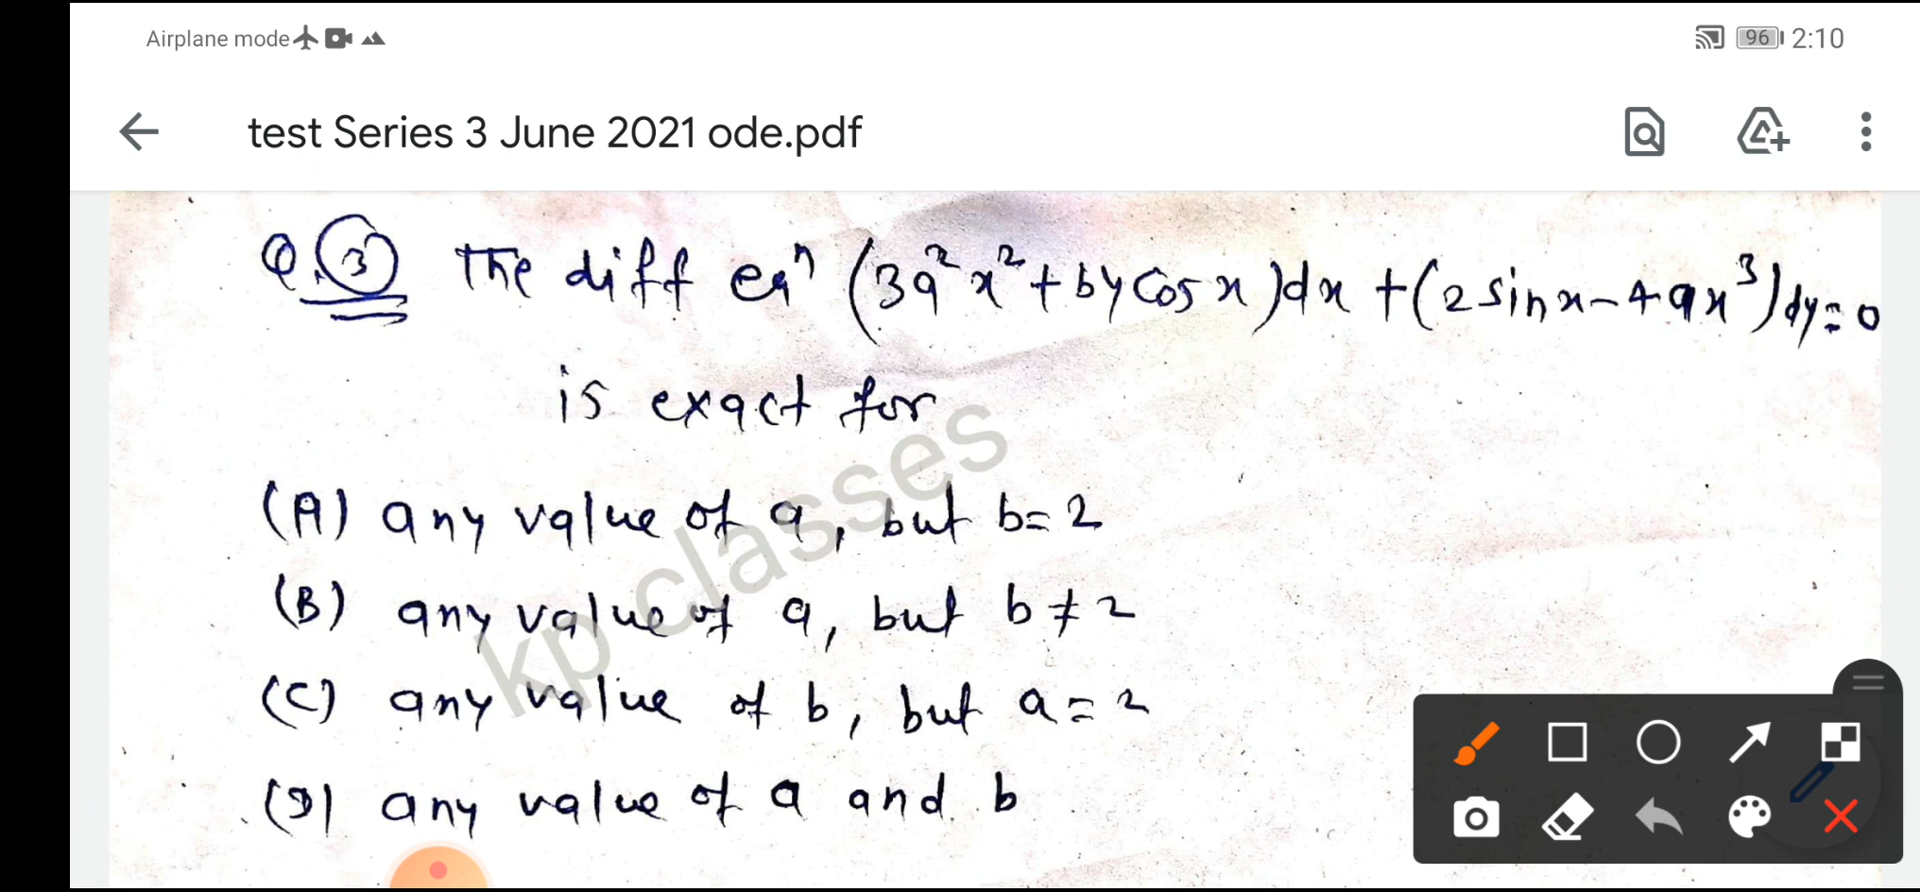 Airplane mode 96 2:10
test Series 3 June 2021 ode.pdf
Q.3 The diff eqⁿ (3a²x²+by cos x)dx +(2 sin x-4ax³)dy=0
is exact for
(A) any value of a, but b=2
(B) any value of a, but b≠2
(C) any value of b, but a=2
(D) any value of a and b
kp classes